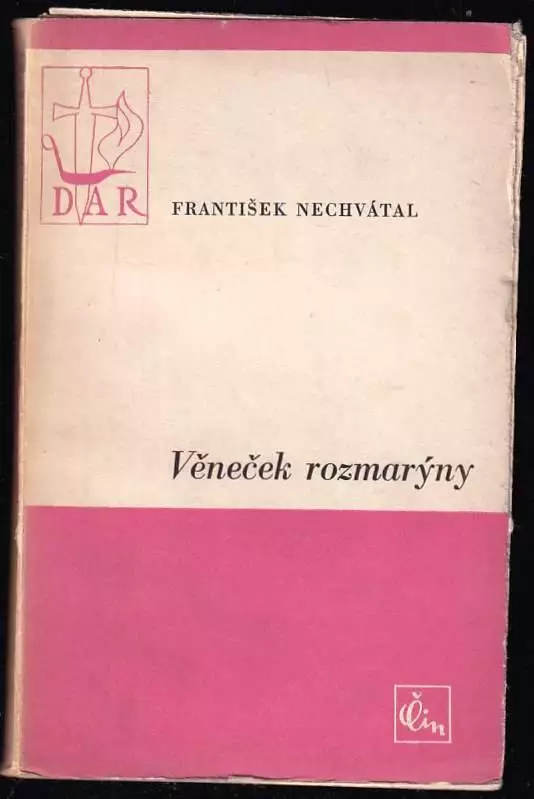 DAR
FRANTIŠEK NECHVÁTAL
Věneček rozmarýny
Čin